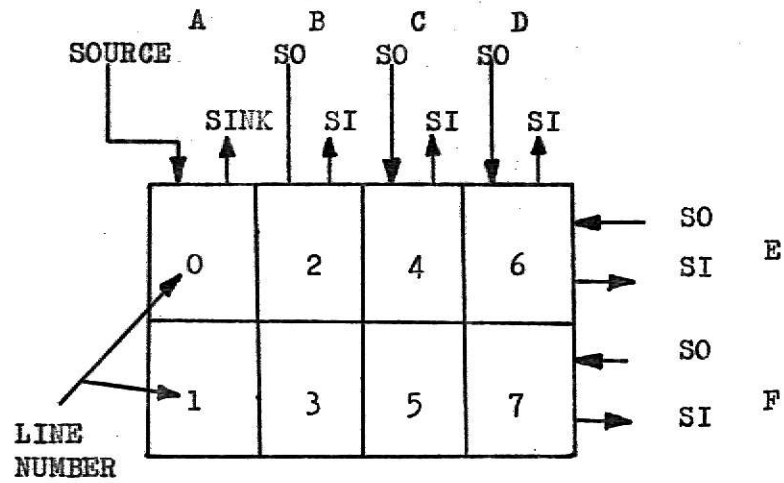 A B C D
SOURCE SO SO SO
SINK SI SI SI
SO
E
0 2 4 6 SI
SO
1 3 5 7 SI F
LINE
NUMBER